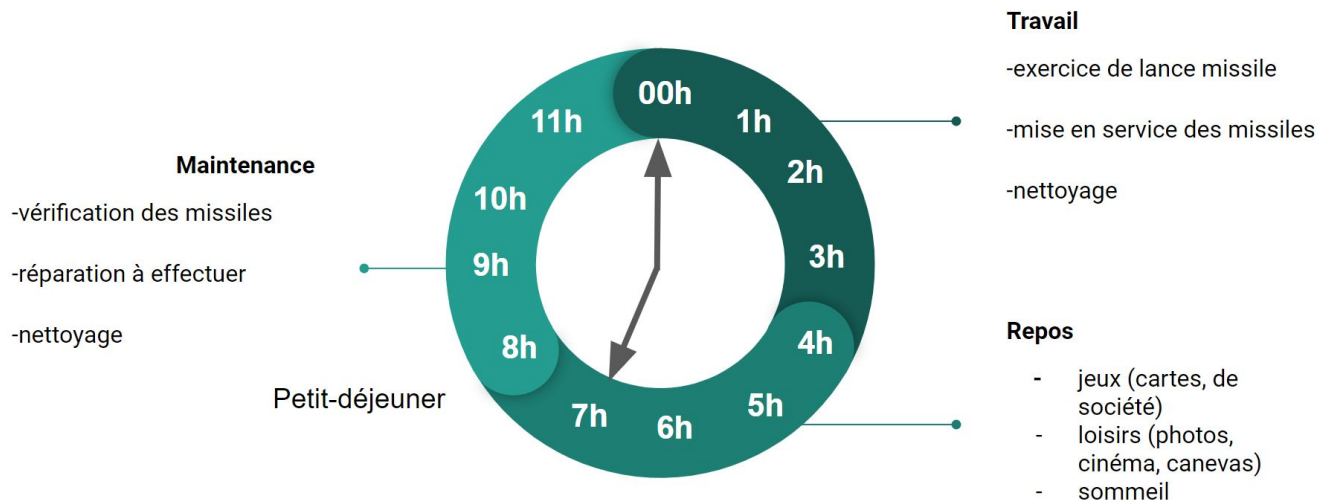 Travail
-exercice de lance missile
-mise en service des missiles
-nettoyage
00h
1h
2h
3h
4h
5h
6h
7h
8h
9h
10h
11h
Maintenance
-vérification des missiles
-réparation à effectuer
-nettoyage
Petit-déjeuner
Repos
- jeux (cartes, de
société)
- loisirs (photos,
cinéma, canevas)
- sommeil